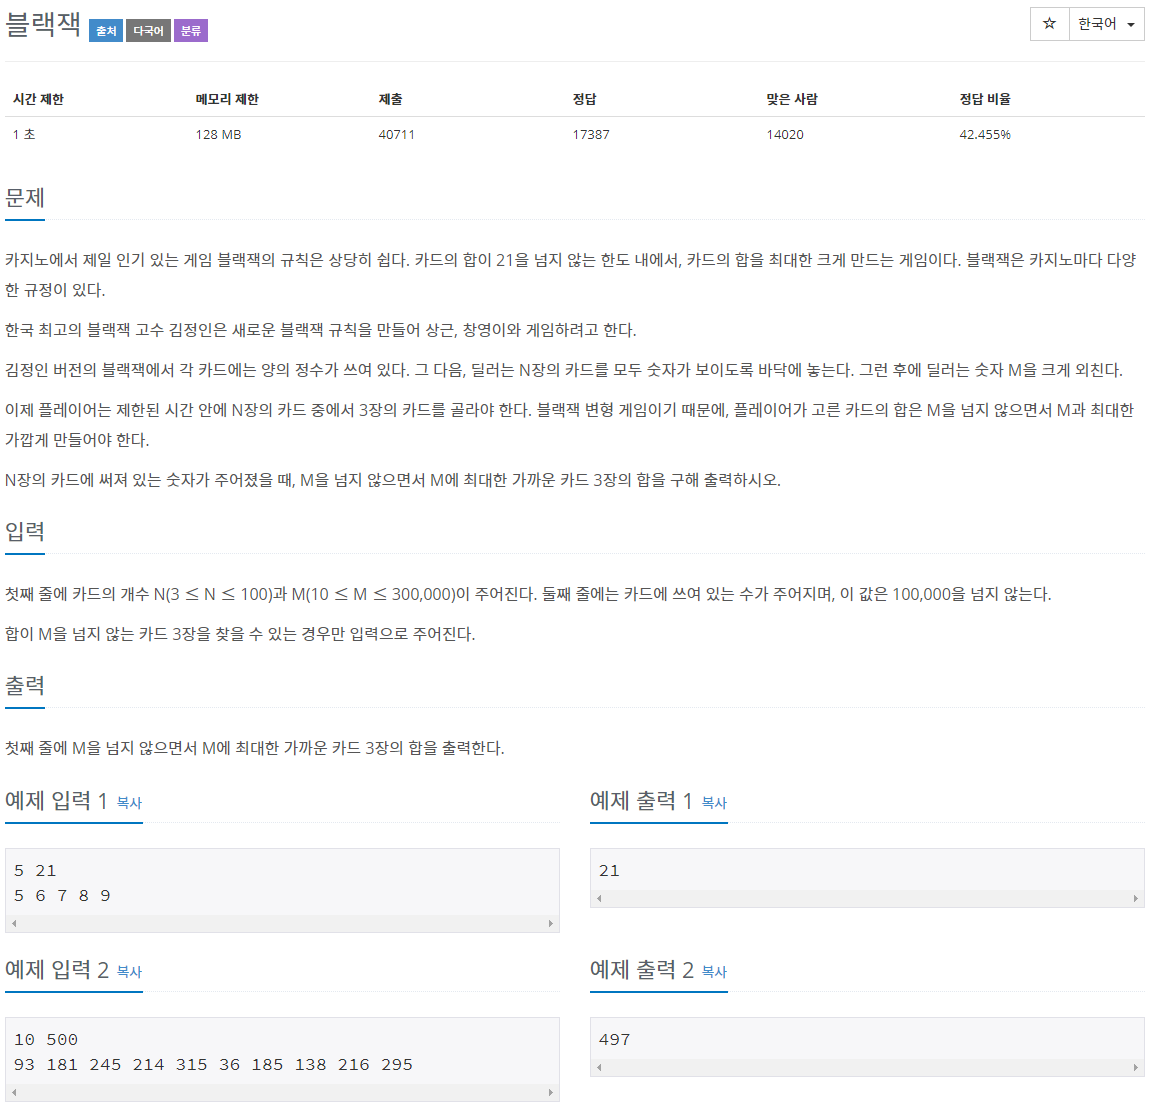 블랙잭 출처 다국어 분류 ☆ 한국어
시간 제한 메모리 제한 제출 정답 맞은 사람 정답 비율
1 초 128 MB 40711 17387 14020 42.455%
문제
카지노에서 제일 인기 있는 게임 블랙잭의 규칙은 상당히 쉽다. 카드의 합이 21을 넘지 않는 한도 내에서, 카드의 합을 최대한 크게 만드는 게임이다. 블랙잭은 카지노마다 다양
한 규정이 있다.
한국 최고의 블랙잭 고수 김정인은 새로운 블랙잭 규칙을 만들어 상근, 창영이와 게임하려고 한다.
김정인 버전의 블랙잭에서 각 카드에는 양의 정수가 쓰여 있다. 그 다음, 딜러는 N장의 카드를 모두 숫자가 보이도록 바닥에 놓는다. 그런 후에 딜러는 숫자 M을 크게 외친다.
이제 플레이어는 제한된 시간 안에 N장의 카드 중에서 3장의 카드를 골라야 한다. 블랙잭 변형 게임이기 때문에, 플레이어가 고른 카드의 합은 M을 넘지 않으면서 M과 최대한
가깝게 만들어야 한다.
N장의 카드에 써져 있는 숫자가 주어졌을 때, M을 넘지 않으면서 M에 최대한 가까운 카드 3장의 합을 구해 출력하시오.
입력
첫째 줄에 카드의 개수 N(3 ≤ N ≤ 100)과 M(10 ≤ M ≤ 300,000)이 주어진다. 둘째 줄에는 카드에 쓰여 있는 수가 주어지며, 이 값은 100,000을 넘지 않는다.
합이 M을 넘지 않는 카드 3장을 찾을 수 있는 경우만 입력으로 주어진다.
출력
첫째 줄에 M을 넘지 않으면서 M에 최대한 가까운 카드 3장의 합을 출력한다.
예제 입력 1 복사
5 21
5 6 7 8 9
예제 출력 1 복사
21
예제 입력 2 복사
10 500
93 181 245 214 315 36 185 138 216 295
예제 출력 2 복사
497